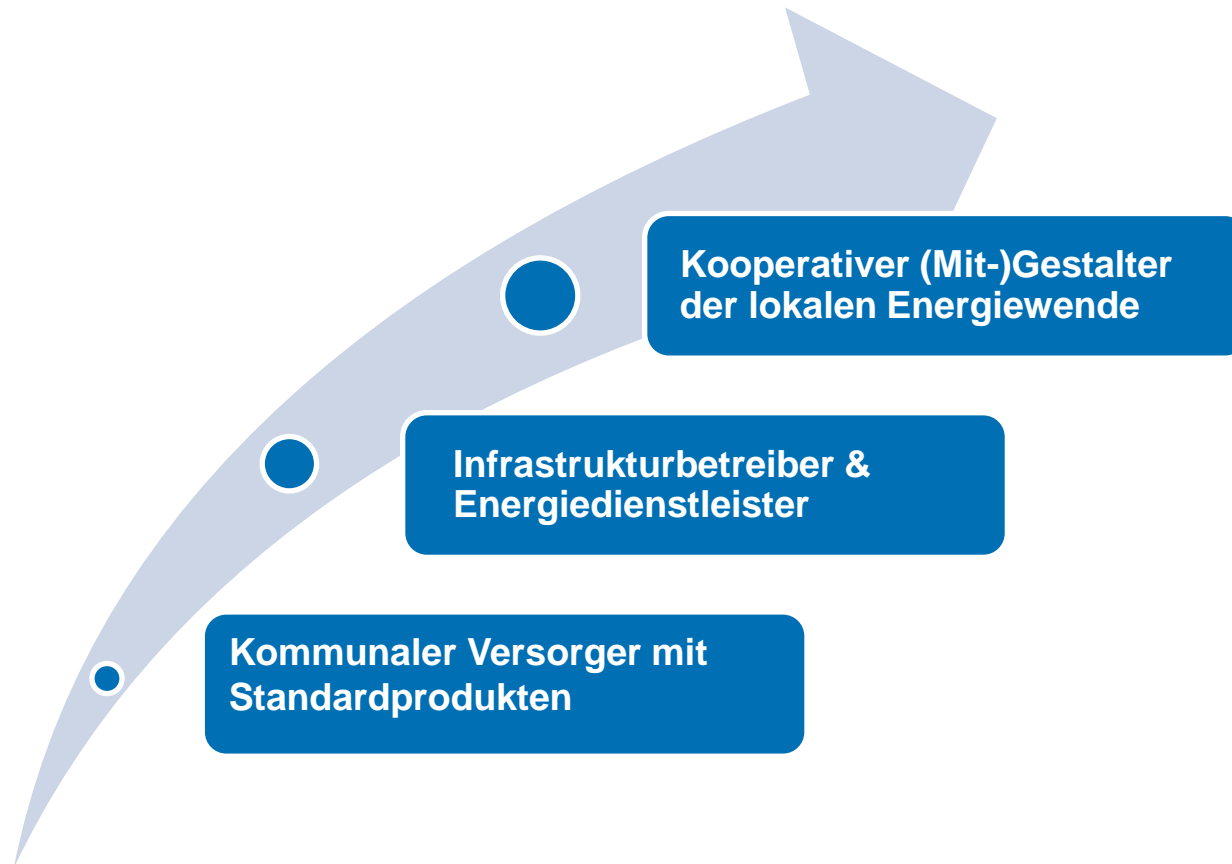 Kooperativer (Mit-)Gestalter
der lokalen Energiewende
Infrastrukturbetreiber &
Energiedienstleister
Kommunaler Versorger mit
Standardprodukten